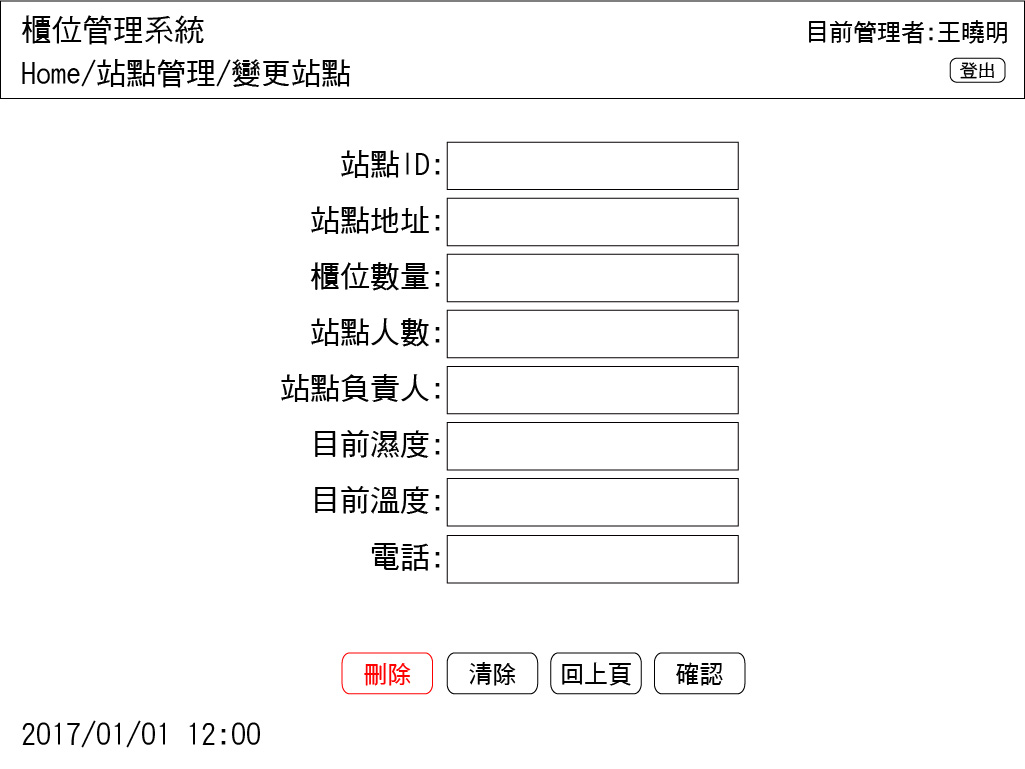 櫃位管理系統
目前管理者:王曉明
Home/站點管理/變更站點
登出
站點ID:
站點地址:
櫃位數量:
站點人數:
站點負責人:
目前濕度:
目前溫度:
電話:
刪除 清除 回上頁 確認
2017/01/01 12:00